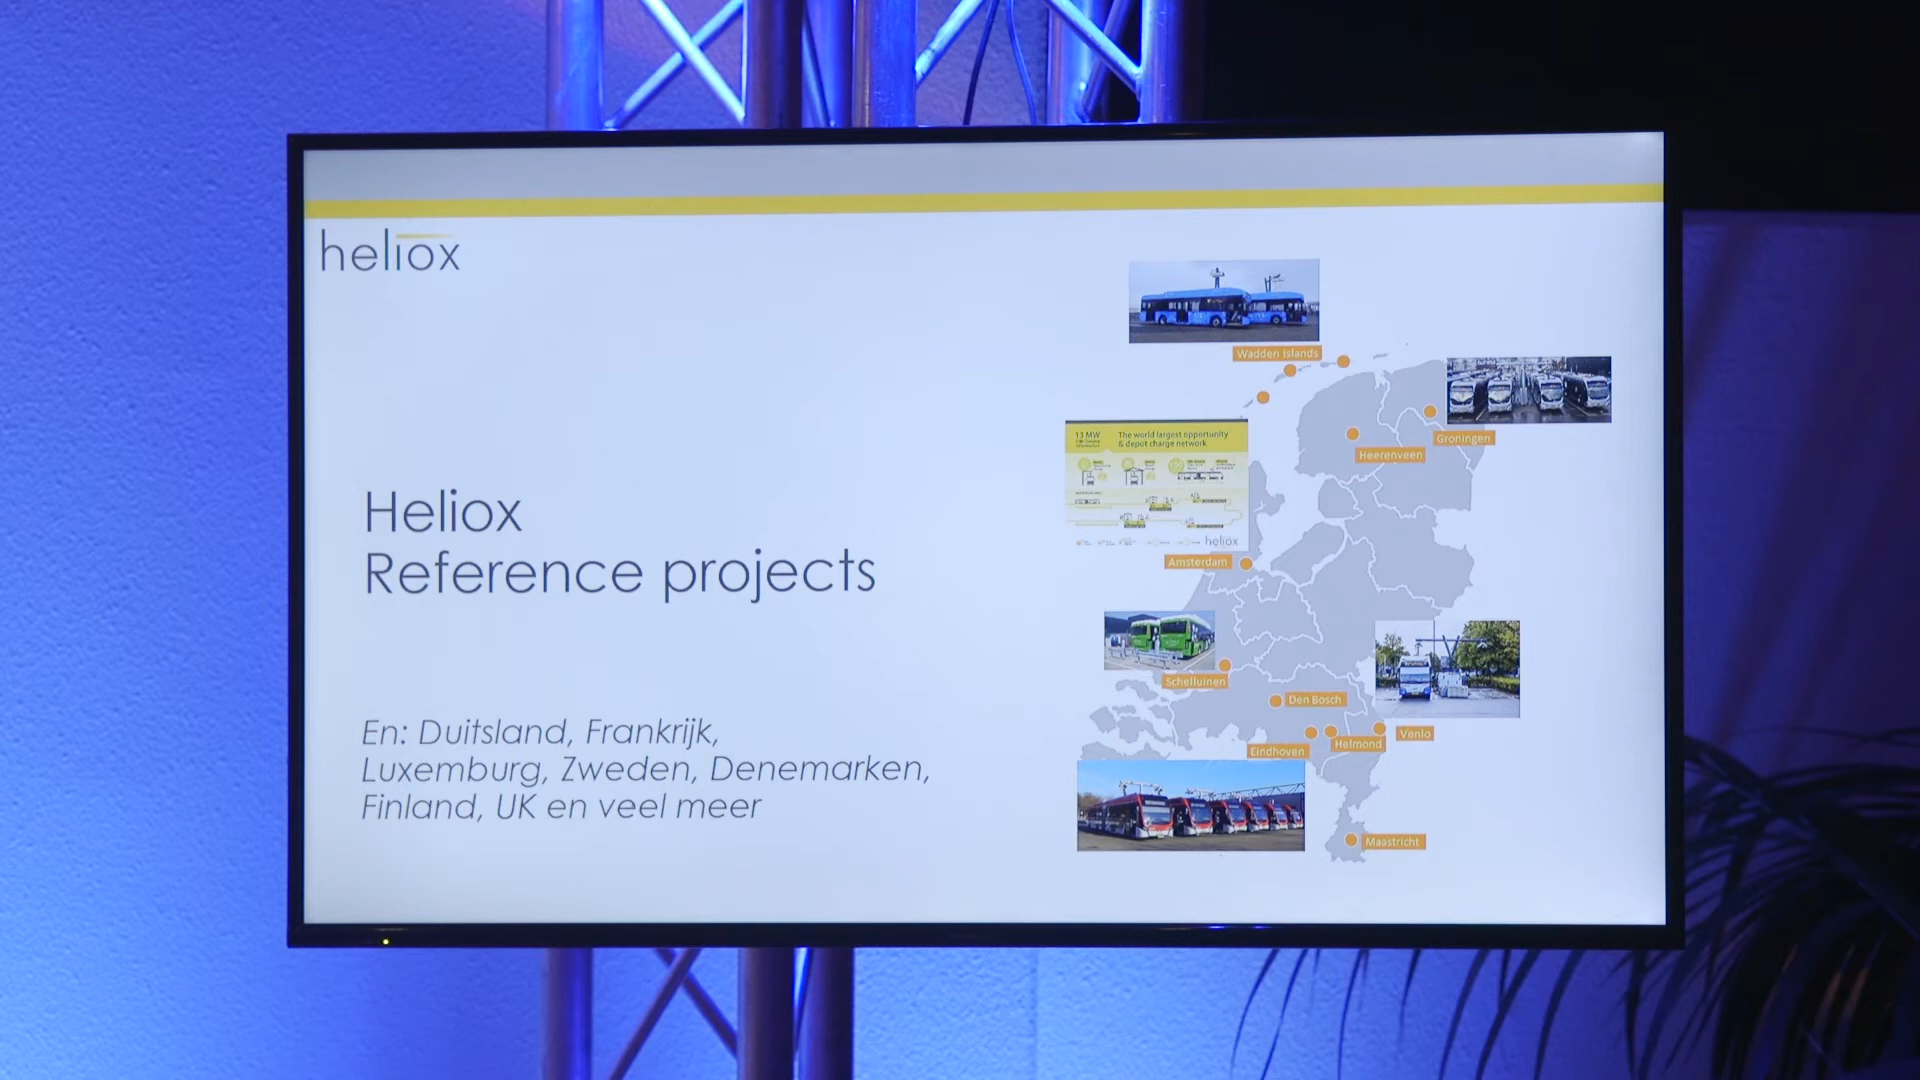 heliox
Heliox
Reference projects
En: Duitsland, Frankrijk,
Luxemburg, Zweden, Denemarken,
Finland, UK en veel meer
Wadden Islands
Groningen
Heerenveen
13 MW
The world largest opportunity
& depot charge network
heliox
Amsterdam
Schelluinen
Den Bosch
Venlo
Helmond
Eindhoven
Maastricht